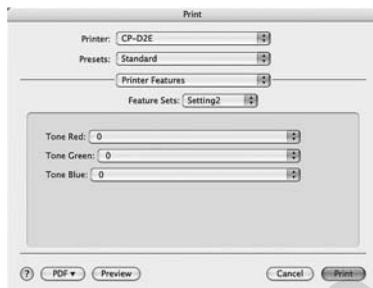 Print
Printer: CP-D2E
Presets: Standard
Printer Features
Feature Sets: Setting2
Tone Red: 0
Tone Green: 0
Tone Blue: 0
? PDF ▾ Preview Cancel Print